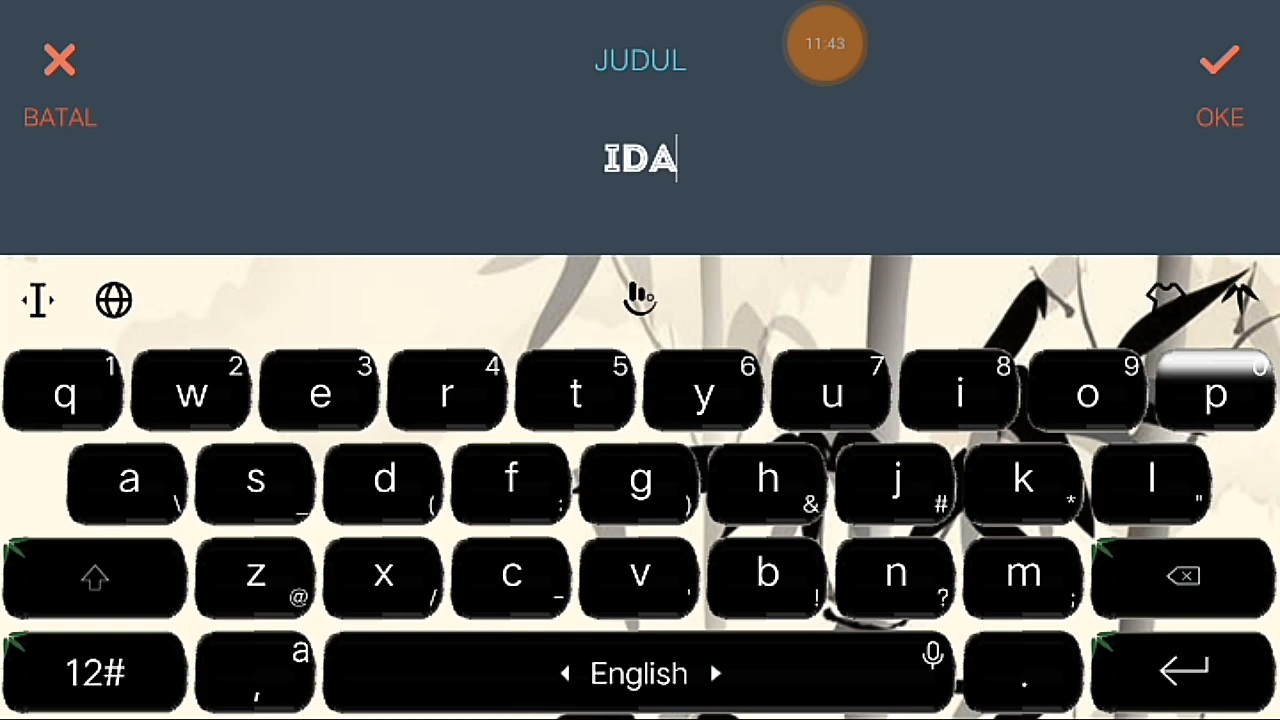 11:43
JUDUL
BATAL
OKE
IDA
q 1 w 2 e 3 r 4 t 5 y 6 u 7 i 8 o 9 p 0
a \ s _ d ( f : g ) h & j # k * l "
z @ x / c - v ' b ! n ? m ;
12# , a English .